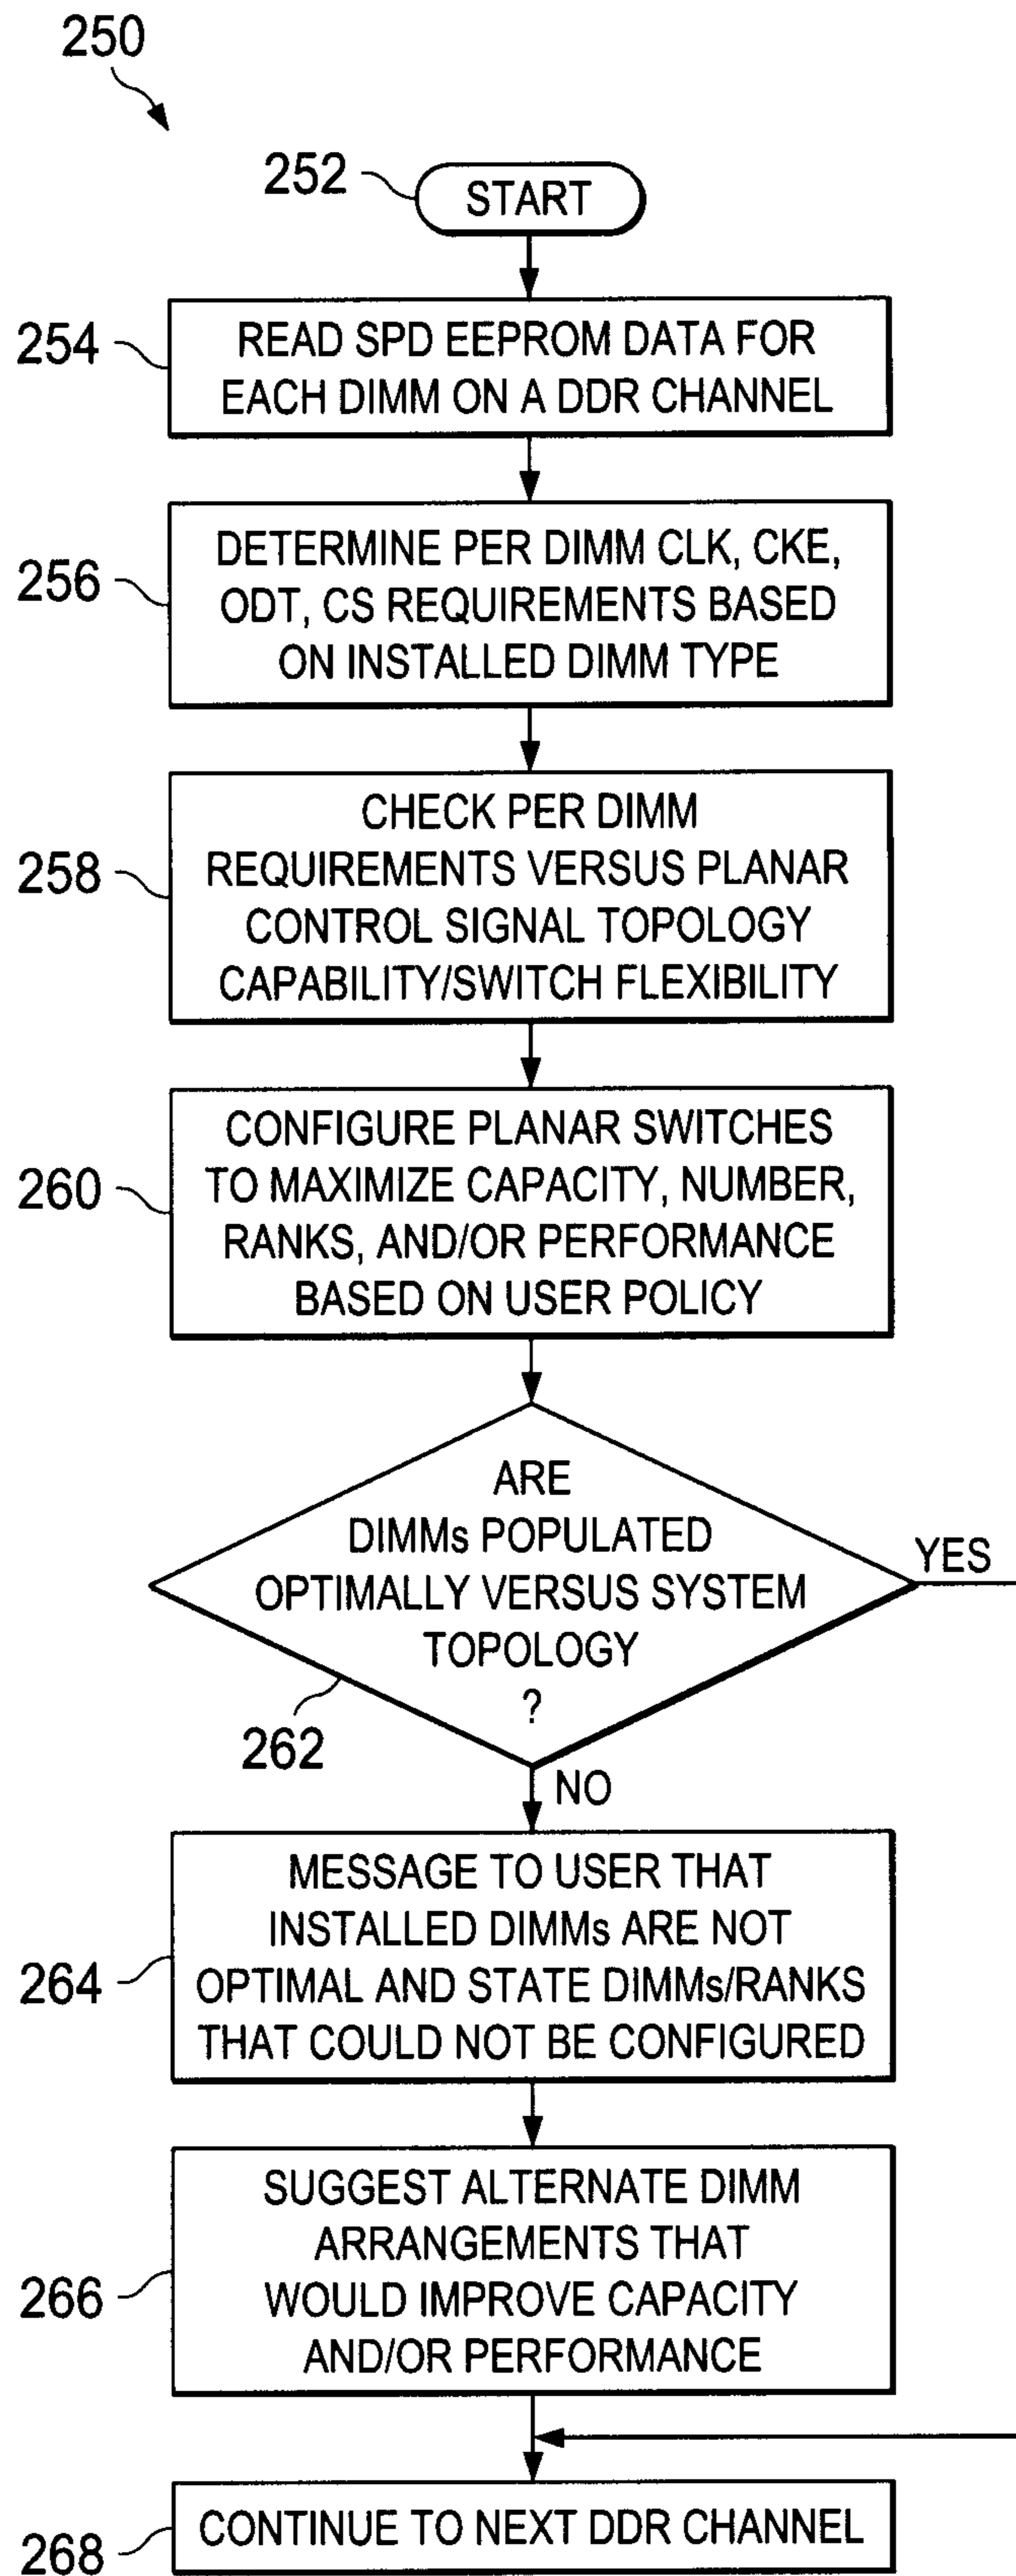 250
252
START
254
READ SPD EEPROM DATA FOR
EACH DIMM ON A DDR CHANNEL
256
DETERMINE PER DIMM CLK, CKE,
ODT, CS REQUIREMENTS BASED
ON INSTALLED DIMM TYPE
258
CHECK PER DIMM
REQUIREMENTS VERSUS PLANAR
CONTROL SIGNAL TOPOLOGY
CAPABILITY/SWITCH FLEXIBILITY
260
CONFIGURE PLANAR SWITCHES
TO MAXIMIZE CAPACITY, NUMBER,
RANKS, AND/OR PERFORMANCE
BASED ON USER POLICY
ARE
DIMMs POPULATED
OPTIMALLY VERSUS SYSTEM
TOPOLOGY
?
YES
262
NO
264
MESSAGE TO USER THAT
INSTALLED DIMMs ARE NOT
OPTIMAL AND STATE DIMMs/RANKS
THAT COULD NOT BE CONFIGURED
266
SUGGEST ALTERNATE DIMM
ARRANGEMENTS THAT
WOULD IMPROVE CAPACITY
AND/OR PERFORMANCE
268
CONTINUE TO NEXT DDR CHANNEL